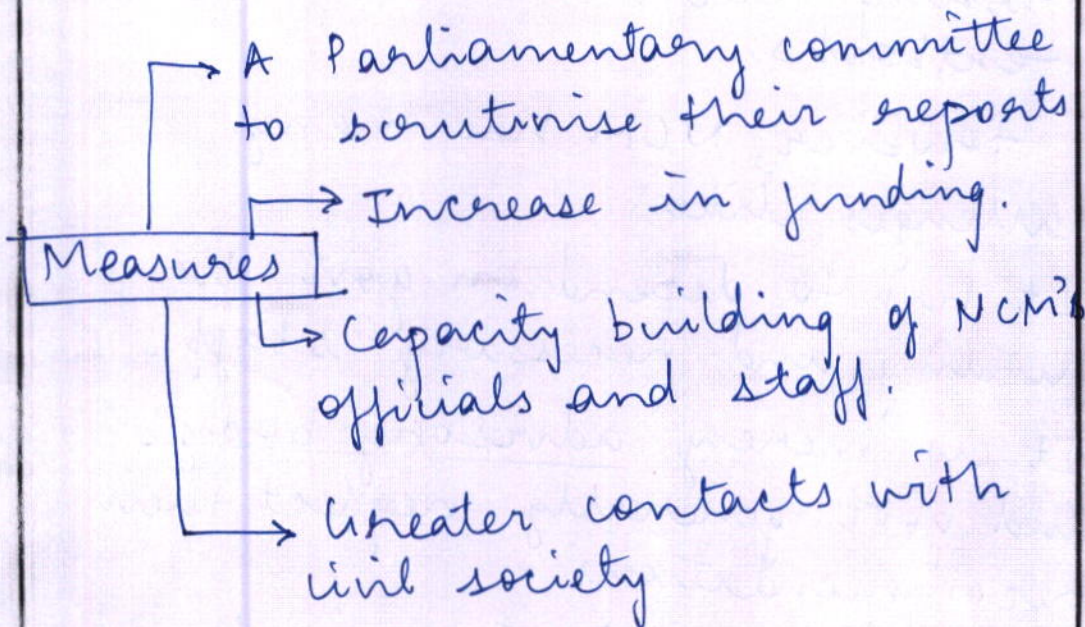 A Parliamentary committee
to scrutinise their reports
Increase in funding.
Measures
Capacity building of NCM's
officials and staff.
Greater contacts with
civil society